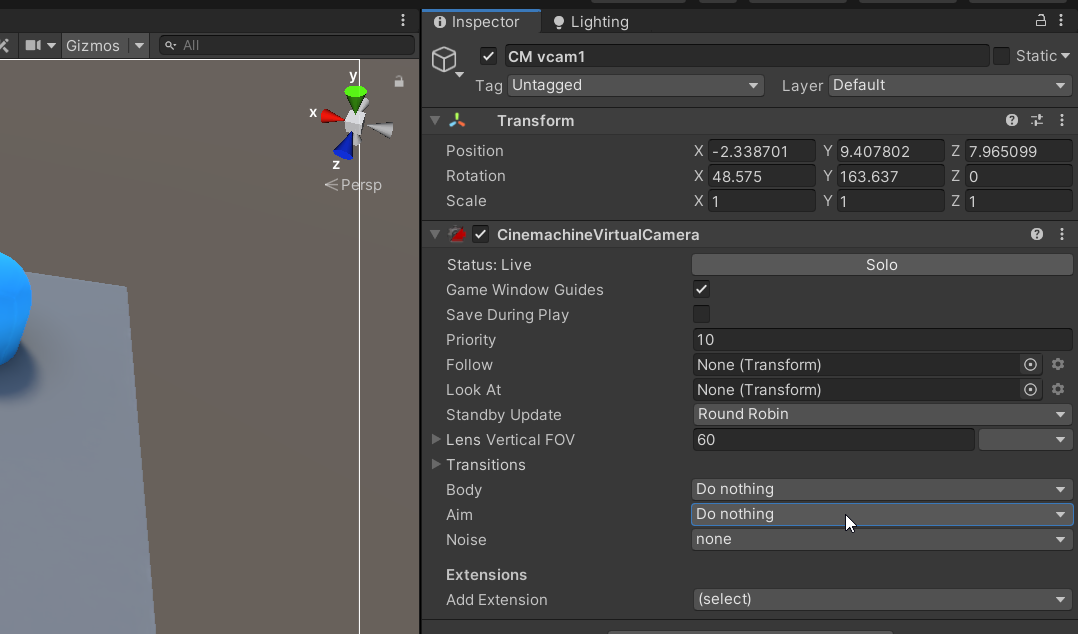 Inspector Lighting
Gizmos All
CM vcam1 Static
Tag Untagged Layer Default
y
x
z
Persp
Transform
Position X -2.338701 Y 9.407802 Z 7.965099
Rotation X 48.575 Y 163.637 Z 0
Scale X 1 Y 1 Z 1
CinemachineVirtualCamera
Status: Live Solo
Game Window Guides
Save During Play
Priority 10
Follow None (Transform)
Look At None (Transform)
Standby Update Round Robin
Lens Vertical FOV 60
Transitions
Body Do nothing
Aim Do nothing
Noise none
Extensions
Add Extension (select)